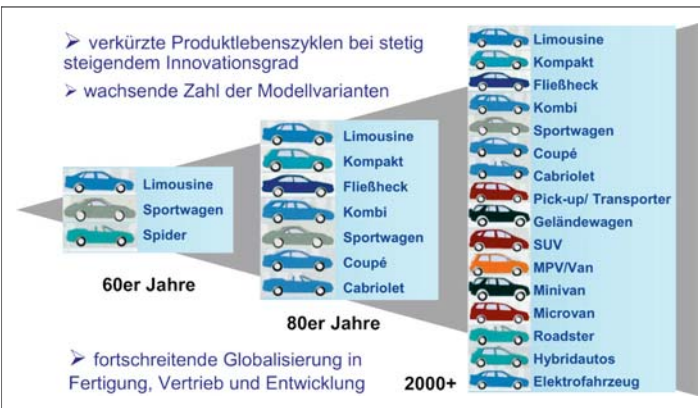 ➢ verkürzte Produktlebenszyklen bei stetig
steigendem Innovationsgrad
➢ wachsende Zahl der Modellvarianten
Limousine
Sportwagen
Spider
60er Jahre
Limousine
Kompakt
Fließheck
Kombi
Sportwagen
Coupé
Cabriolet
80er Jahre
Limousine
Kompakt
Fließheck
Kombi
Sportwagen
Coupé
Cabriolet
Pick-up/ Transporter
Geländewagen
SUV
MPV/Van
Minivan
Microvan
Roadster
Hybridautos
Elektrofahrzeug
2000+
➢ fortschreitende Globalisierung in
Fertigung, Vertrieb und Entwicklung